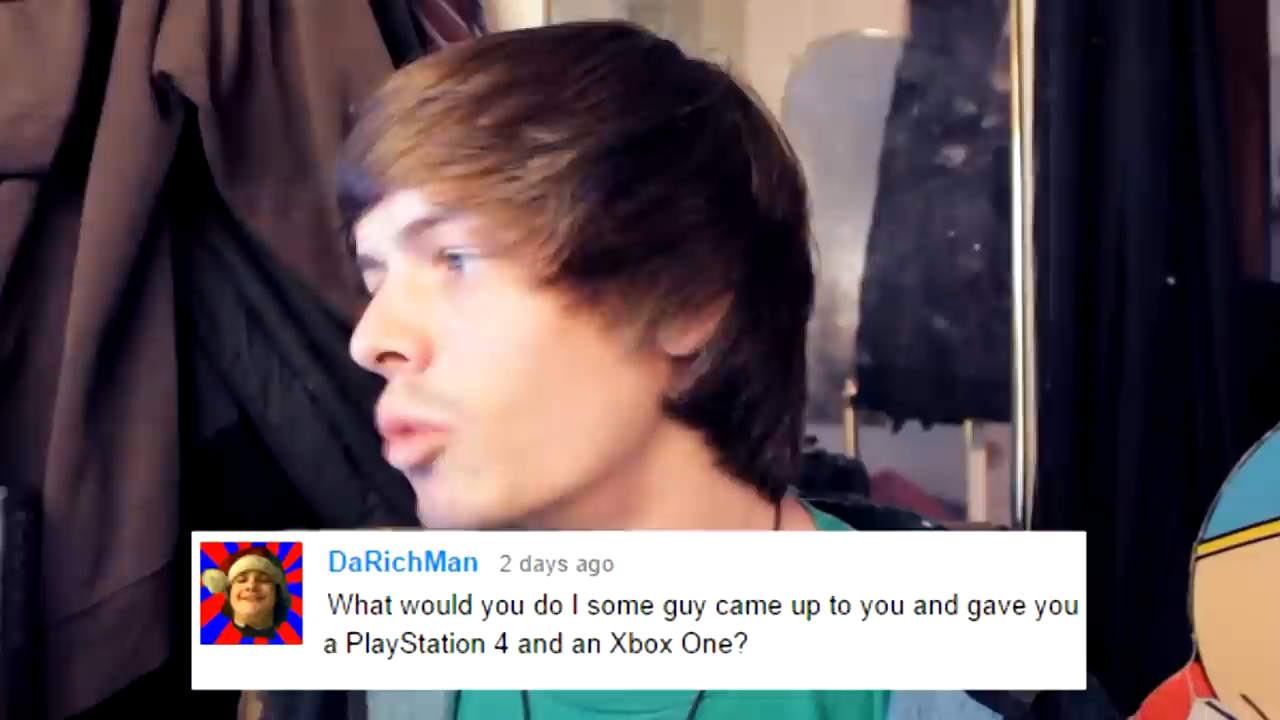 DaRichMan 2 days ago
What would you do I some guy came up to you and gave you
a PlayStation 4 and an Xbox One?